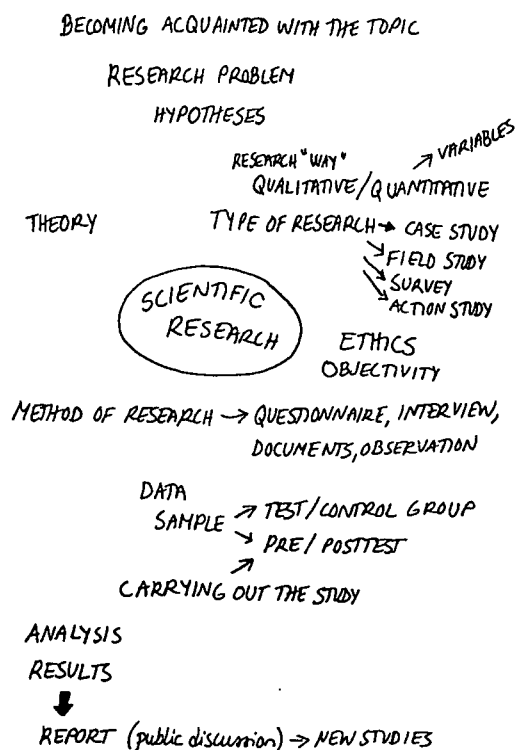 BECOMING ACQUAINTED WITH THE TOPIC
RESEARCH PROBLEM
HYPOTHESES
RESEARCH "WAY"
→ VARIABLES
QUALITATIVE/QUANTITATIVE
THEORY
TYPE OF RESEARCH → CASE STUDY
→ FIELD STUDY
→ SURVEY
→ ACTION STUDY
SCIENTIFIC
RESEARCH
ETHICS
OBJECTIVITY
METHOD OF RESEARCH → QUESTIONNAIRE, INTERVIEW,
DOCUMENTS, OBSERVATION
DATA
SAMPLE → TEST/CONTROL GROUP
→ PRE/POSTTEST
CARRYING OUT THE STUDY
ANALYSIS
RESULTS
REPORT (public discussion) → NEW STUDIES